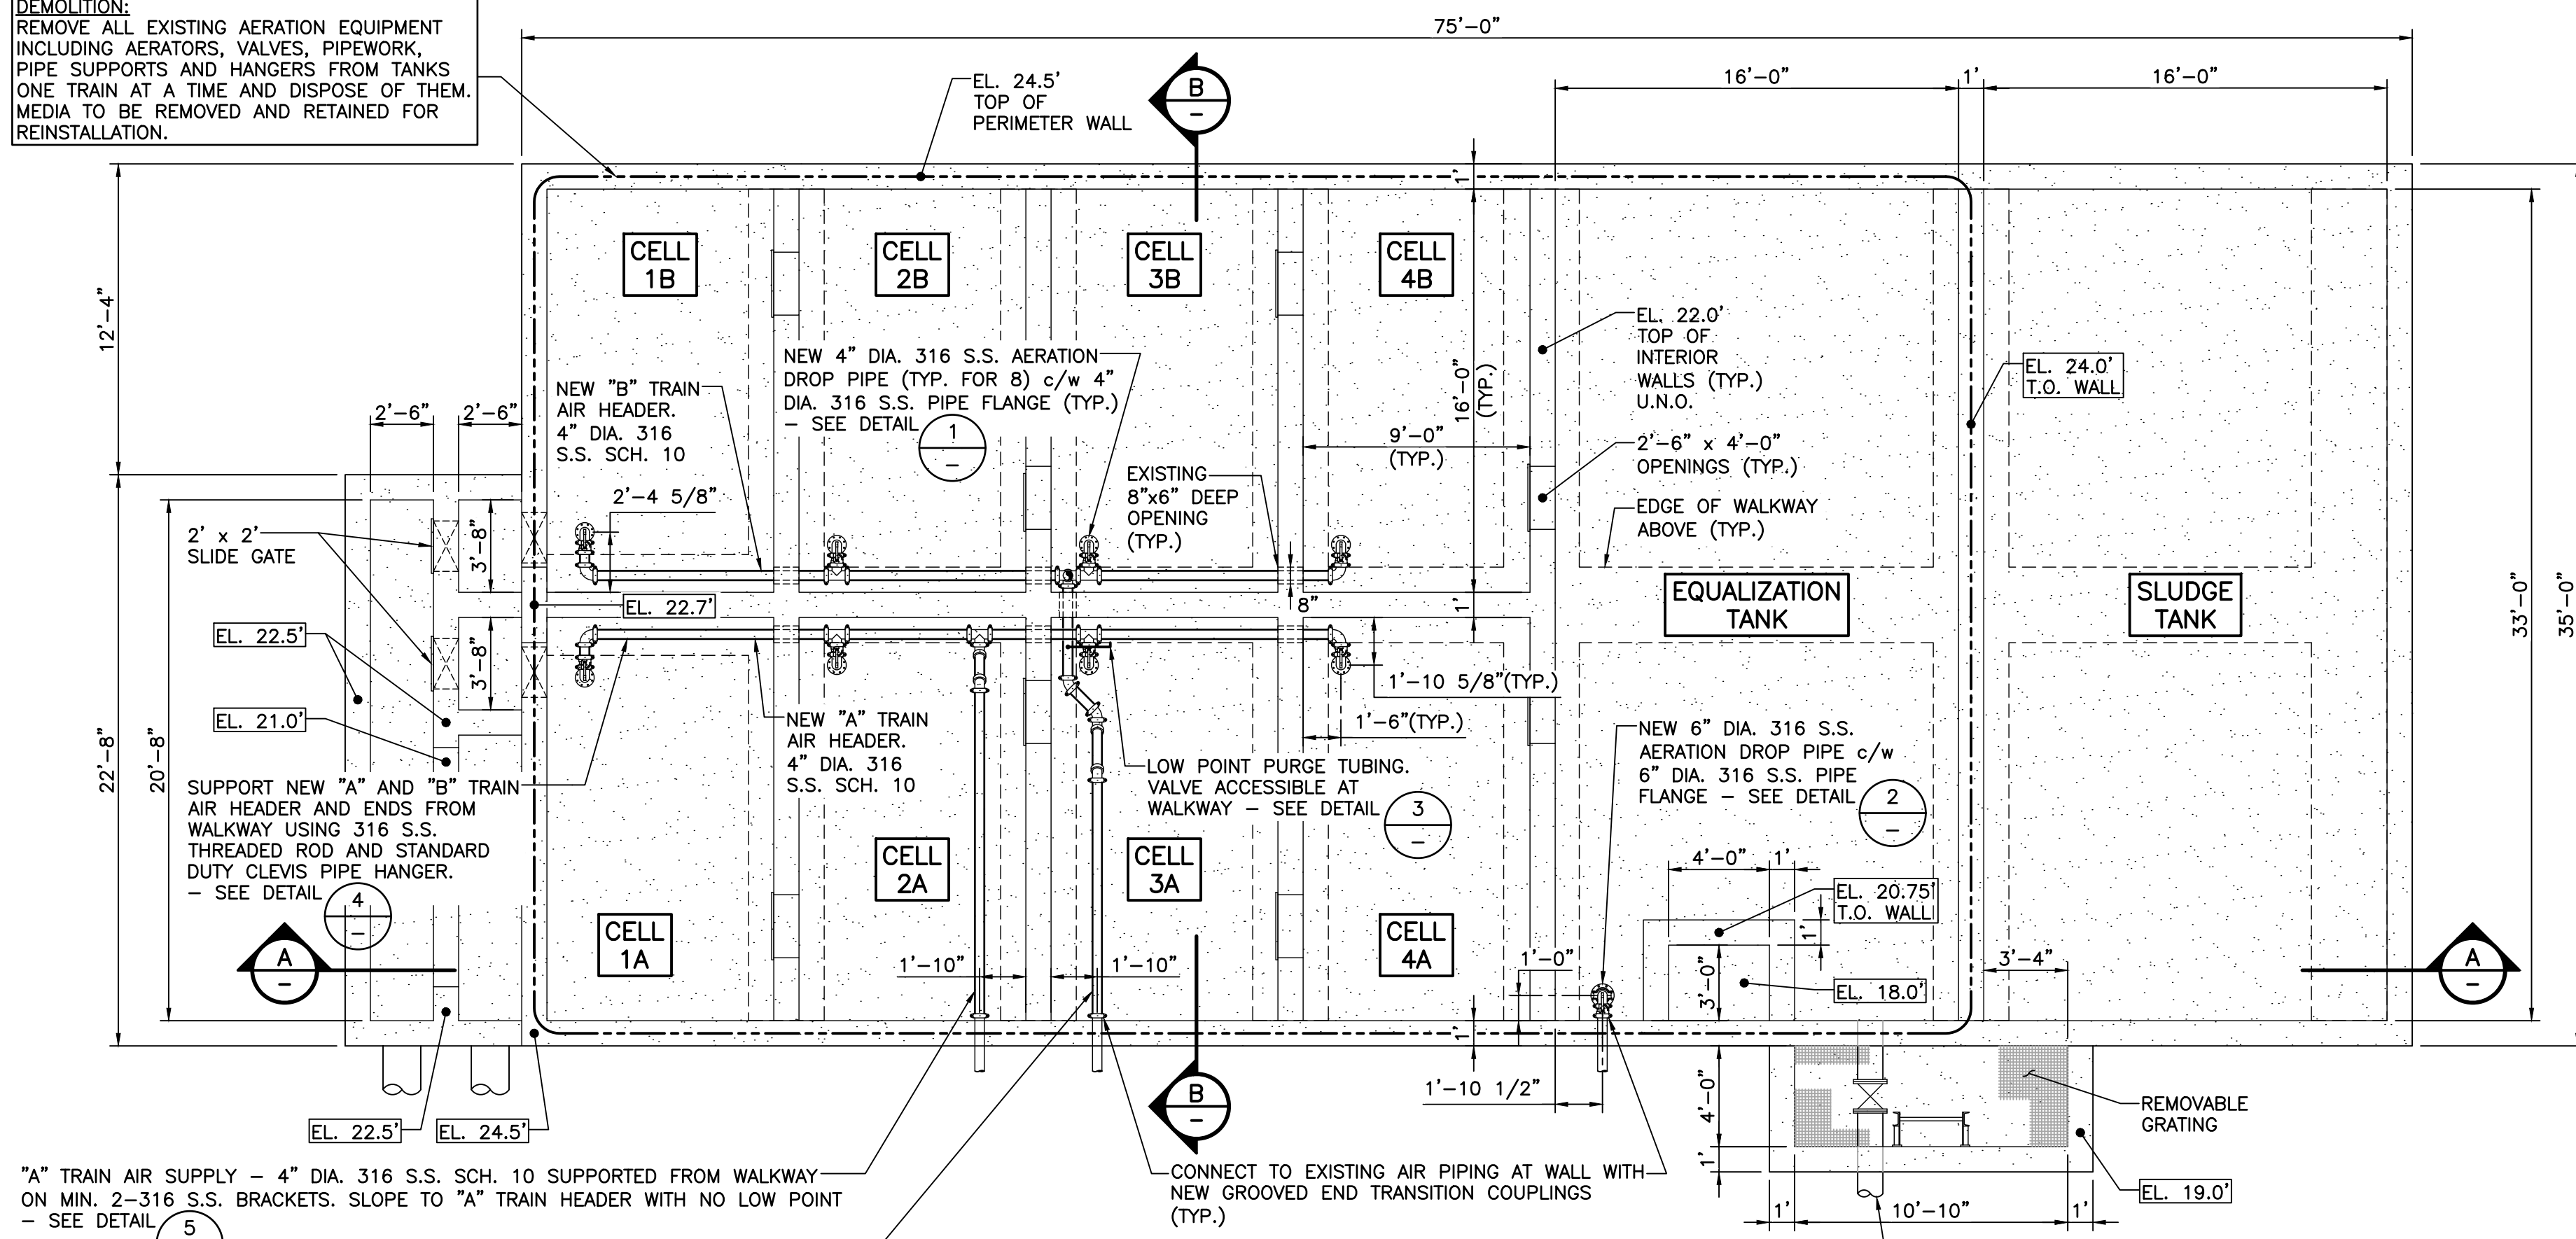 DEMOLITION:
REMOVE ALL EXISTING AERATION EQUIPMENT
INCLUDING AERATORS, VALVES, PIPEWORK,
PIPE SUPPORTS AND HANGERS FROM TANKS
ONE TRAIN AT A TIME AND DISPOSE OF THEM.
MEDIA TO BE REMOVED AND RETAINED FOR
REINSTALLATION.
75'-0"
EL. 24.5'
TOP OF
PERIMETER WALL
B
-
16'-0"
1'
16'-0"
1'
12'-4"
CELL
1B
CELL
2B
CELL
3B
CELL
4B
EL. 22.0'
TOP OF
INTERIOR
WALLS (TYP.)
U.N.O.
EL. 24.0'
T.O. WALL
NEW "B" TRAIN
AIR HEADER.
4" DIA. 316
S.S. SCH. 10
NEW 4" DIA. 316 S.S. AERATION
DROP PIPE (TYP. FOR 8) c/w 4"
DIA. 316 S.S. PIPE FLANGE (TYP.)
- SEE DETAIL
1
-
16'-0"
(TYP.)
9'-0"
(TYP.)
2'-6" x 4'-0"
OPENINGS (TYP.)
2'-6"
2'-6"
2'-4 5/8"
EXISTING
8"x6" DEEP
OPENING
(TYP.)
EDGE OF WALKWAY
ABOVE (TYP.)
2' x 2'
SLIDE GATE
3'-8"
EL. 22.7'
8"
1'
EQUALIZATION
TANK
SLUDGE
TANK
33'-0"
35'-0"
EL. 22.5'
3'-8"
1'-10 5/8"(TYP.)
EL. 21.0'
1'-6"(TYP.)
22'-8"
20'-8"
NEW "A" TRAIN
AIR HEADER.
4" DIA. 316
S.S. SCH. 10
LOW POINT PURGE TUBING.
VALVE ACCESSIBLE AT
WALKWAY - SEE DETAIL
3
-
NEW 6" DIA. 316 S.S.
AERATION DROP PIPE c/w
6" DIA. 316 S.S. PIPE
FLANGE - SEE DETAIL
2
-
SUPPORT NEW "A" AND "B" TRAIN
AIR HEADER AND ENDS FROM
WALKWAY USING 316 S.S.
THREADED ROD AND STANDARD
DUTY CLEVIS PIPE HANGER.
- SEE DETAIL
4
-
CELL
1A
CELL
2A
CELL
3A
CELL
4A
4'-0"
1'
EL. 20.75'
T.O. WALL
1'
A
-
1'-10"
1'-10"
1'-0"
3'-0"
EL. 18.0'
3'-4"
A
-
1'
1'-10 1/2"
B
-
4'-0"
REMOVABLE
GRATING
EL. 22.5'
EL. 24.5'
"A" TRAIN AIR SUPPLY - 4" DIA. 316 S.S. SCH. 10 SUPPORTED FROM WALKWAY
ON MIN. 2-316 S.S. BRACKETS. SLOPE TO "A" TRAIN HEADER WITH NO LOW POINT
- SEE DETAIL
5
CONNECT TO EXISTING AIR PIPING AT WALL WITH
NEW GROOVED END TRANSITION COUPLINGS
(TYP.)
1'
EL. 19.0'
1'
10'-10"
1'